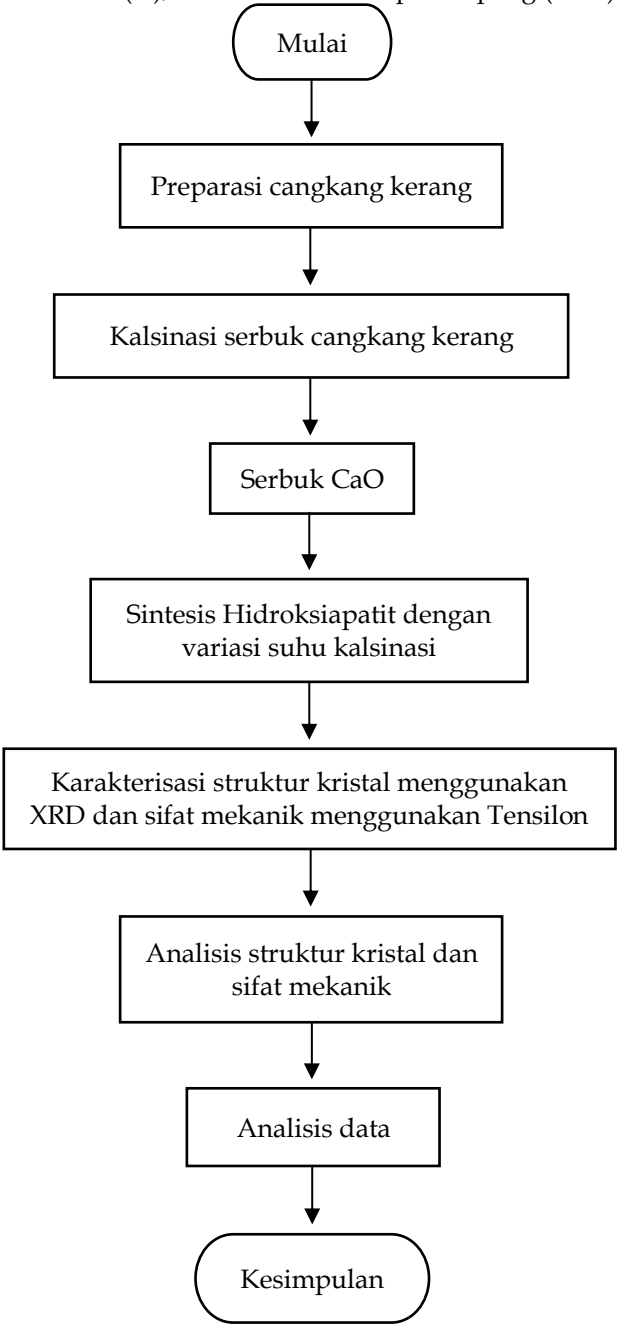 Mulai
Preparasi cangkang kerang
Kalsinasi serbuk cangkang kerang
Serbuk CaO
Sintesis Hidroksiapatit dengan
variasi suhu kalsinasi
Karakterisasi struktur kristal menggunakan
XRD dan sifat mekanik menggunakan Tensilon
Analisis struktur kristal dan
sifat mekanik
Analisis data
Kesimpulan